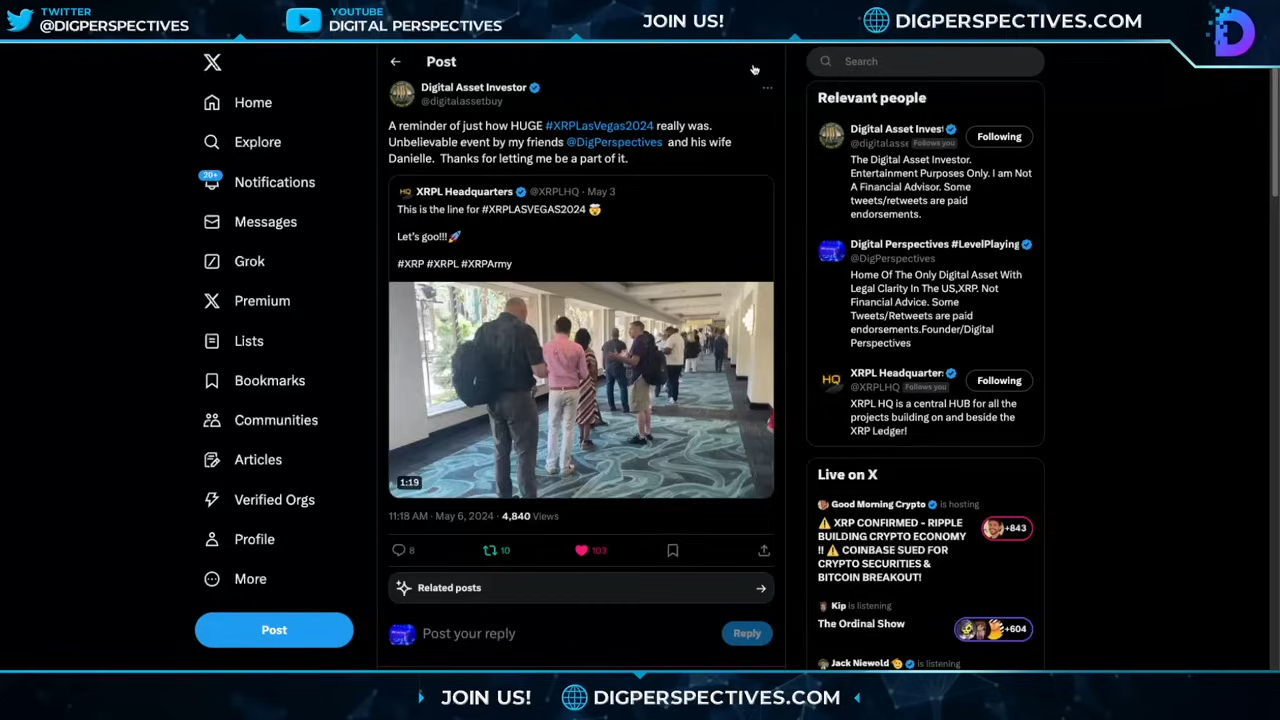 TWITTER
@DIGPERSPECTIVES
YOUTUBE
DIGITAL PERSPECTIVES
JOIN US!
DIGPERSPECTIVES.COM
Home
Explore
20+
Notifications
Messages
Grok
Premium
Lists
Bookmarks
Communities
Articles
Verified Orgs
Profile
More
Post
Post
Digital Asset Investor
@digitalassetbuy
A reminder of just how HUGE #XRPLasVegas2024 really was.
Unbelievable event by my friends @DigPerspectives and his wife
Danielle. Thanks for letting me be a part of it.
HQ XRPL Headquarters @XRPLHQ · May 3
This is the line for #XRPLASVEGAS2024 🤯
Let's goo!!!🚀
#XRP #XRPL #XRPArmy
1:19
11:18 AM · May 6, 2024 · 4,840 Views
8 10 103
Related posts
Post your reply
Reply
Search
Relevant people
Digital Asset Inves
@digitalasse Follows you
Following
The Digital Asset Investor.
Entertainment Purposes Only. I am Not
A Financial Advisor. Some
tweets/retweets are paid
endorsements.
Digital Perspectives #LevelPlaying
@DigPerspectives
Home Of The Only Digital Asset With
Legal Clarity In The US,XRP. Not
Financial Advice. Some
Tweets/Retweets are paid
endorsements.Founder/Digital
Perspectives
HQ
XRPL Headquarter
@XRPLHQ Follows you
Following
XRPL HQ is a central HUB for all the
projects building on and beside the
XRP Ledger!
Live on X
Good Morning Crypto is hosting
⚠️ XRP CONFIRMED - RIPPLE
BUILDING CRYPTO ECONOMY
!! ⚠️ COINBASE SUED FOR
CRYPTO SECURITIES &
BITCOIN BREAKOUT!
+843
Kip is listening
The Ordinal Show
+604
Jack Niewold is listening
JOIN US!
DIGPERSPECTIVES.COM